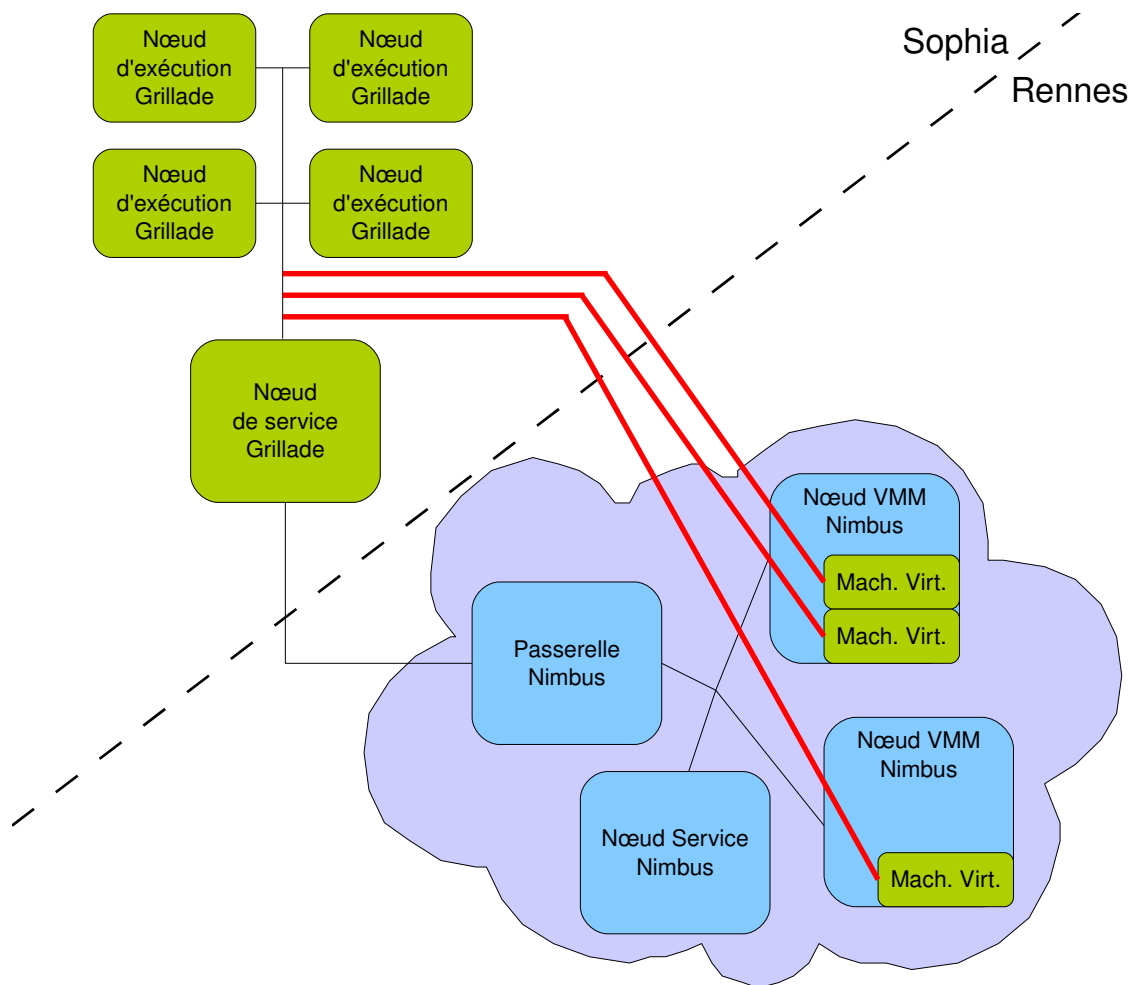 Nœud
d'exécution
Grillade
Nœud
d'exécution
Grillade
Sophia
Rennes
Nœud
d'exécution
Grillade
Nœud
d'exécution
Grillade
Nœud
de service
Grillade
Nœud VMM
Nimbus
Mach. Virt.
Mach. Virt.
Passerelle
Nimbus
Nœud VMM
Nimbus
Mach. Virt.
Nœud Service
Nimbus